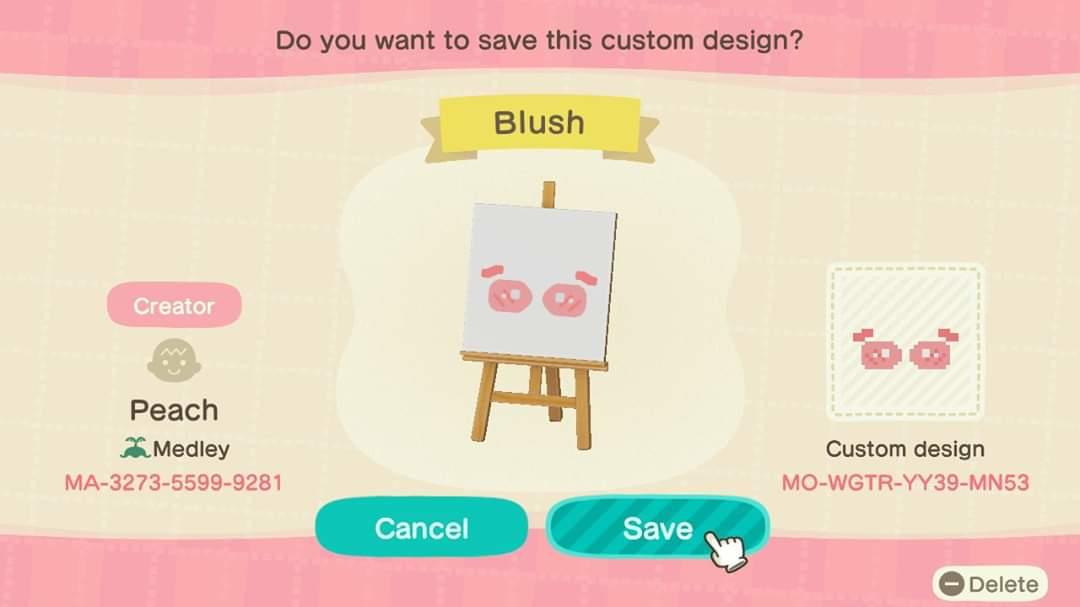 Do you want to save this custom design?
Blush
Creator
Peach
Medley
MA-3273-5599-9281
Custom design
MO-WGTR-YY39-MN53
Cancel
Save
Delete